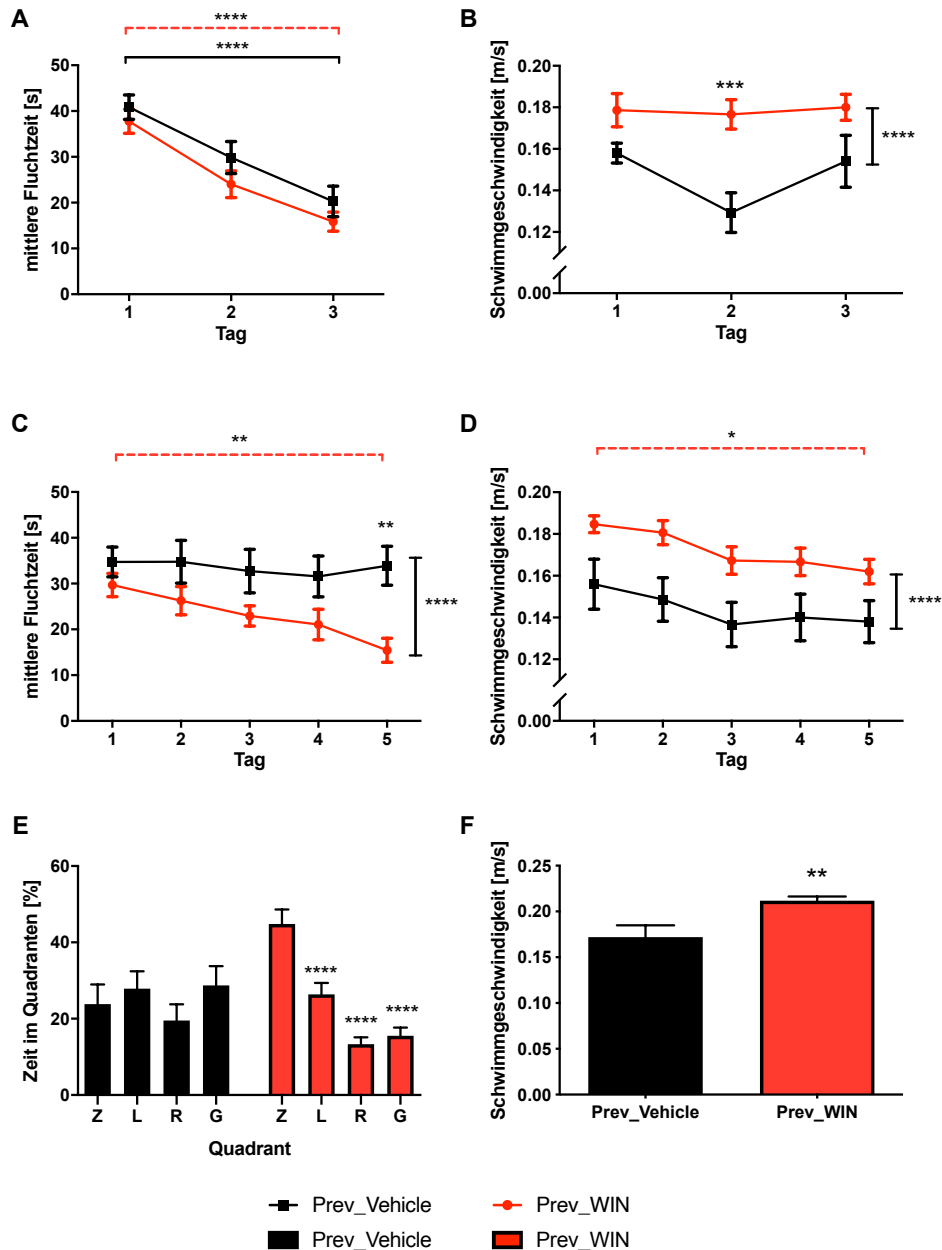 A
****
****
mittlere Fluchtzeit [s]
50
40
30
20
10
0
1 2 3
Tag
B
Schwimmgeschwindigkeit [m/s]
0.20
0.18
0.16
0.14
0.12
0.00
***
****
1 2 3
Tag
C
**
mittlere Fluchtzeit [s]
50
40
30
20
10
0
**
****
1 2 3 4 5
Tag
D
*
Schwimmgeschwindigkeit [m/s]
0.20
0.18
0.16
0.14
0.12
0.00
****
1 2 3 4 5
Tag
E
Zeit im Quadranten [%]
60
40
20
0
****
****
****
Z L R G Z L R G
Quadrant
F
Schwimmgeschwindigkeit [m/s]
0.25
0.20
0.15
0.10
0.05
0.00
**
Prev_Vehicle Prev_WIN
Prev_Vehicle Prev_WIN
Prev_Vehicle Prev_WIN